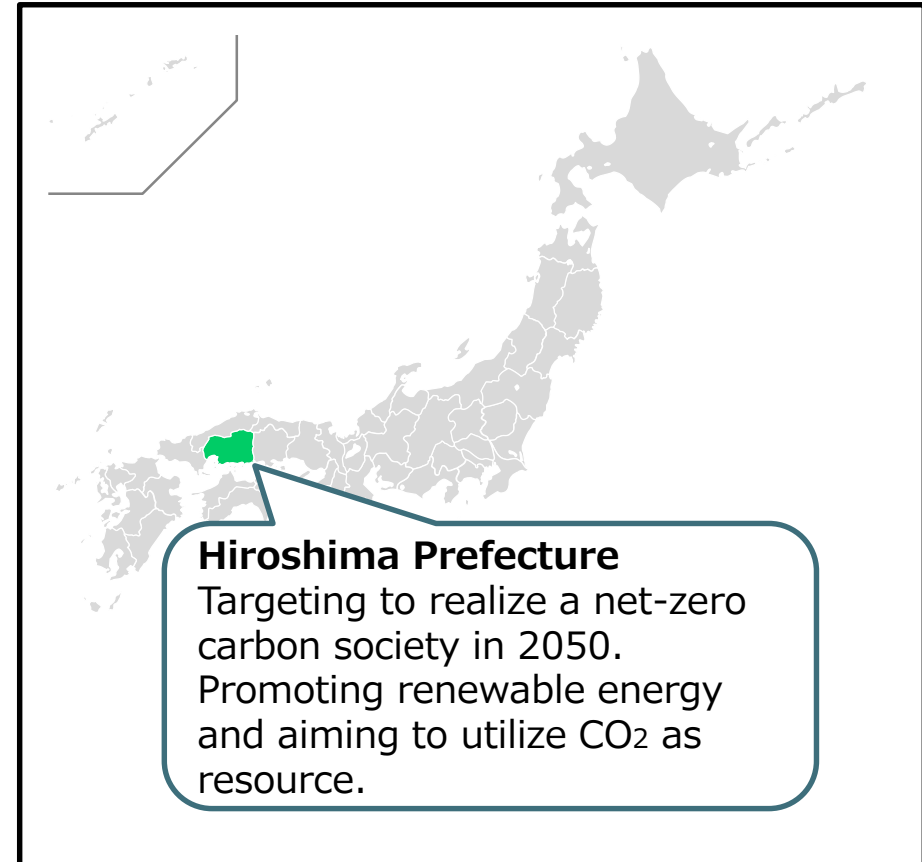 Hiroshima Prefecture
Targeting to realize a net-zero
carbon society in 2050.
Promoting renewable energy
and aiming to utilize CO2 as
resource.